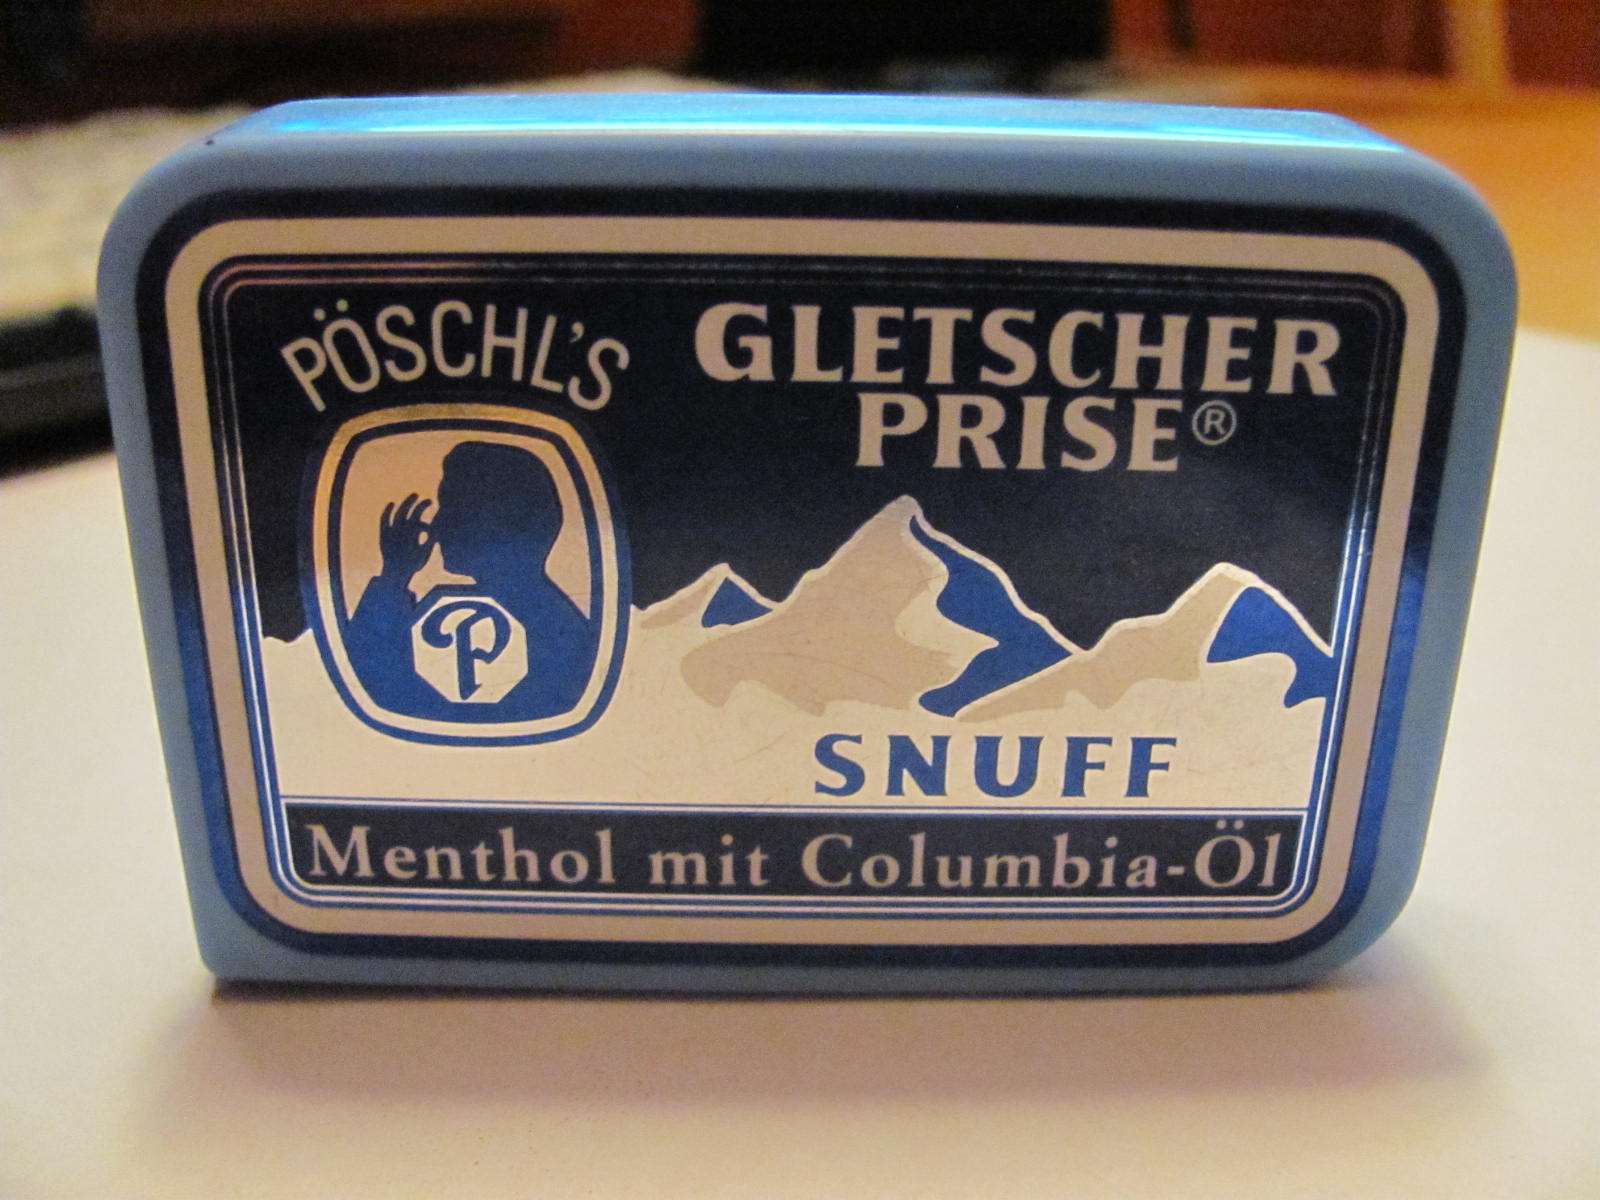 PÖSCHL'S
GLETSCHER
PRISE®
P
SNUFF
Menthol mit Columbia-Öl